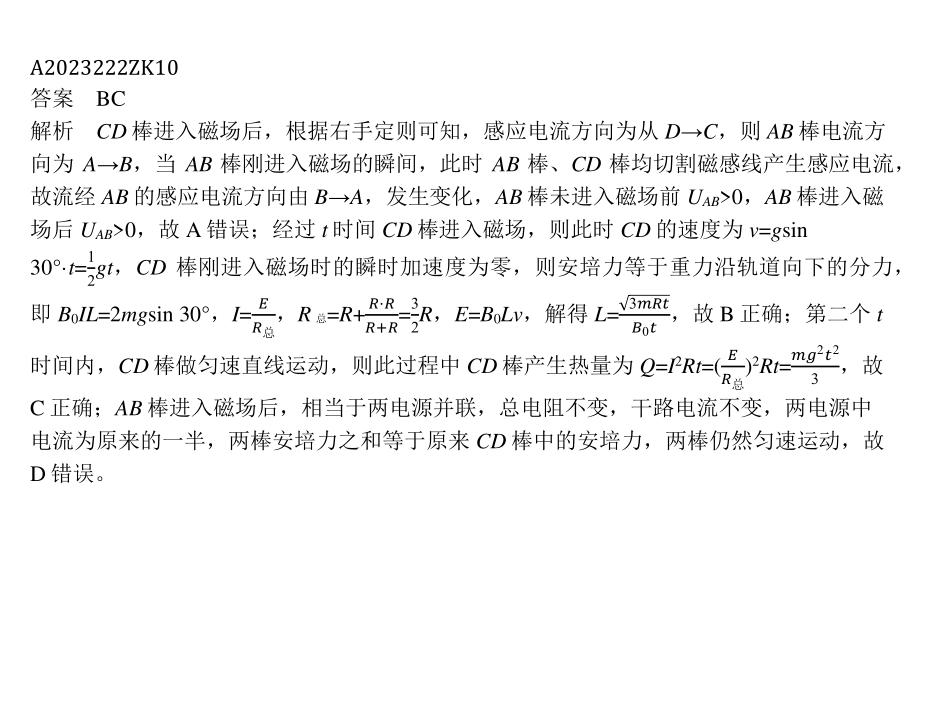 A2023222ZK10
答案 BC
解析 CD 棒进入磁场后，根据右手定则可知，感应电流方向为从 D→C，则 AB 棒电流方
向为 A→B，当 AB 棒刚进入磁场的瞬间，此时 AB 棒、CD 棒均切割磁感线产生感应电流，
故流经 AB 的感应电流方向由 B→A，发生变化，AB 棒未进入磁场前 U_{AB}>0，AB 棒进入磁
场后 U_{AB}>0，故 A 错误；经过 t 时间 CD 棒进入磁场，则此时 CD 的速度为 v=gsin
30°·t=\frac{1}{2}gt，CD 棒刚进入磁场时的瞬时加速度为零，则安培力等于重力沿轨道向下的分力，
即 B_0IL=2mgsin 30°，I=\frac{E}{R_总}，R_总=R+\frac{R·R}{R+R}=\frac{3}{2}R，E=B_0Lv，解得 L=\frac{\sqrt{3mRt}}{B_0t}，故 B 正确；第二个 t
时间内，CD 棒做匀速直线运动，则此过程中 CD 棒产生热量为 Q=I^2Rt=(\frac{E}{R_总})^2Rt=\frac{mg^2t^2}{3}，故
C 正确；AB 棒进入磁场后，相当于两电源并联，总电阻不变，干路电流不变，两电源中
电流为原来的一半，两棒安培力之和等于原来 CD 棒中的安培力，两棒仍然匀速运动，故
D 错误。